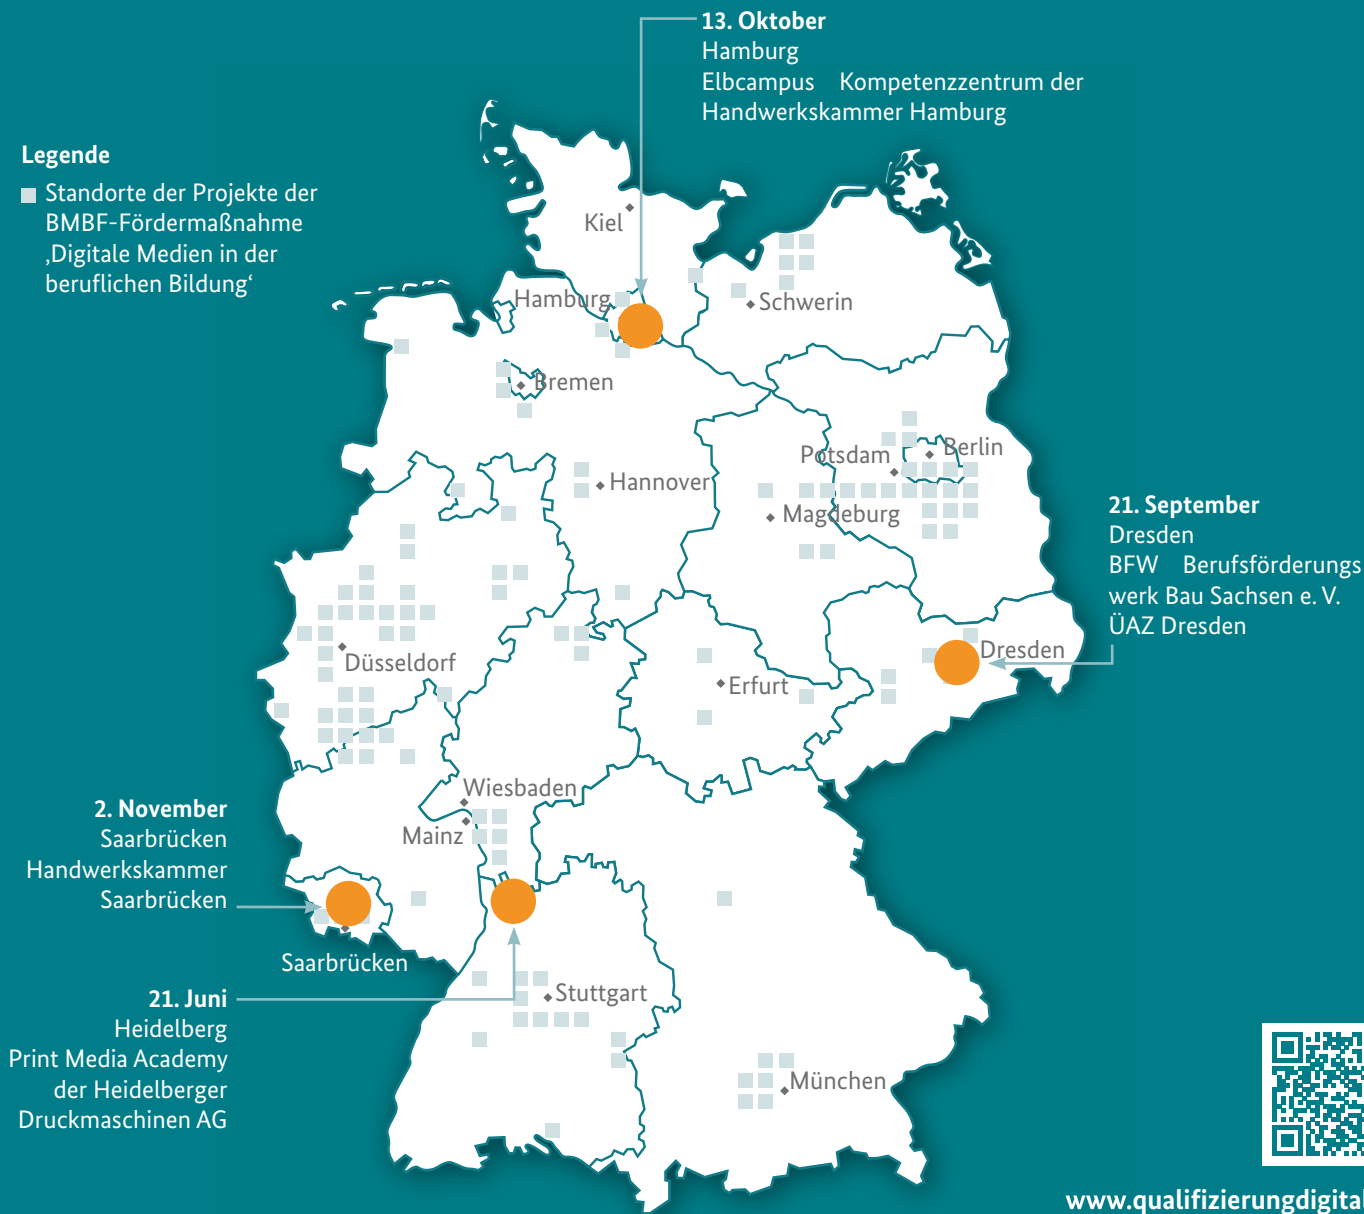 13. Oktober
Hamburg
Elbcampus Kompetenzzentrum der
Handwerkskammer Hamburg
Legende
Standorte der Projekte der
BMBF-Fördermaßnahme
‚Digitale Medien in der
beruflichen Bildung‘
Kiel
Hamburg
Schwerin
Bremen
Potsdam
Berlin
Hannover
Magdeburg
21. September
Dresden
BFW Berufsförderungs
werk Bau Sachsen e. V.
ÜAZ Dresden
Düsseldorf
Dresden
Erfurt
Wiesbaden
Mainz
2. November
Saarbrücken
Handwerkskammer
Saarbrücken
Saarbrücken
21. Juni
Heidelberg
Print Media Academy
der Heidelberger
Druckmaschinen AG
Stuttgart
München
www.qualifizierungdigital